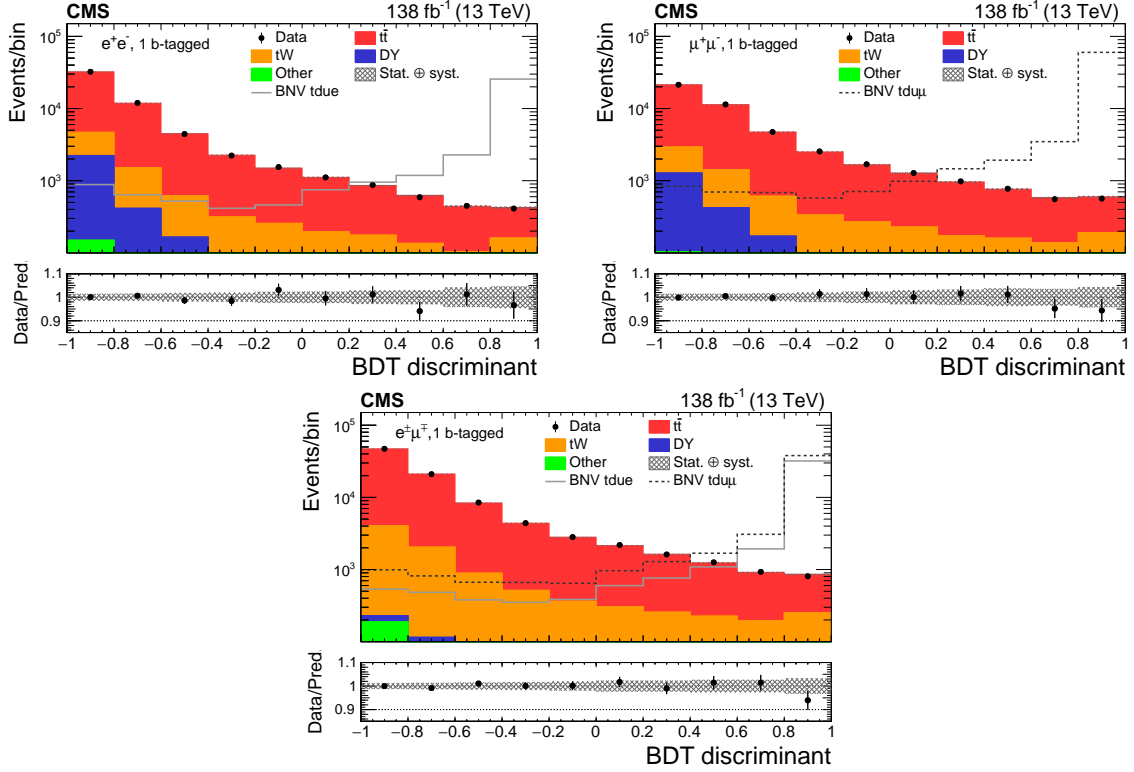 CMS 138 fb⁻¹ (13 TeV)
e⁺e⁻, 1 b-tagged
Data tt̄
tW DY
Other Stat. ⊕ syst.
BNV tdue
Events/bin
10⁵
10⁴
10³
Data/Pred.
1.1
1
0.9
−1 −0.8 −0.6 −0.4 −0.2 0 0.2 0.4 0.6 0.8 1
BDT discriminant
CMS 138 fb⁻¹ (13 TeV)
μ⁺μ⁻, 1 b-tagged
Data tt̄
tW DY
Other Stat. ⊕ syst.
BNV tduμ
Events/bin
10⁵
10⁴
10³
Data/Pred.
1.1
1
0.9
−1 −0.8 −0.6 −0.4 −0.2 0 0.2 0.4 0.6 0.8 1
BDT discriminant
CMS 138 fb⁻¹ (13 TeV)
e±μ∓, 1 b-tagged
Data tt̄
tW DY
Other Stat. ⊕ syst.
BNV tdue BNV tduμ
Events/bin
10⁵
10⁴
10³
Data/Pred.
1.1
1
0.9
−1 −0.8 −0.6 −0.4 −0.2 0 0.2 0.4 0.6 0.8 1
BDT discriminant